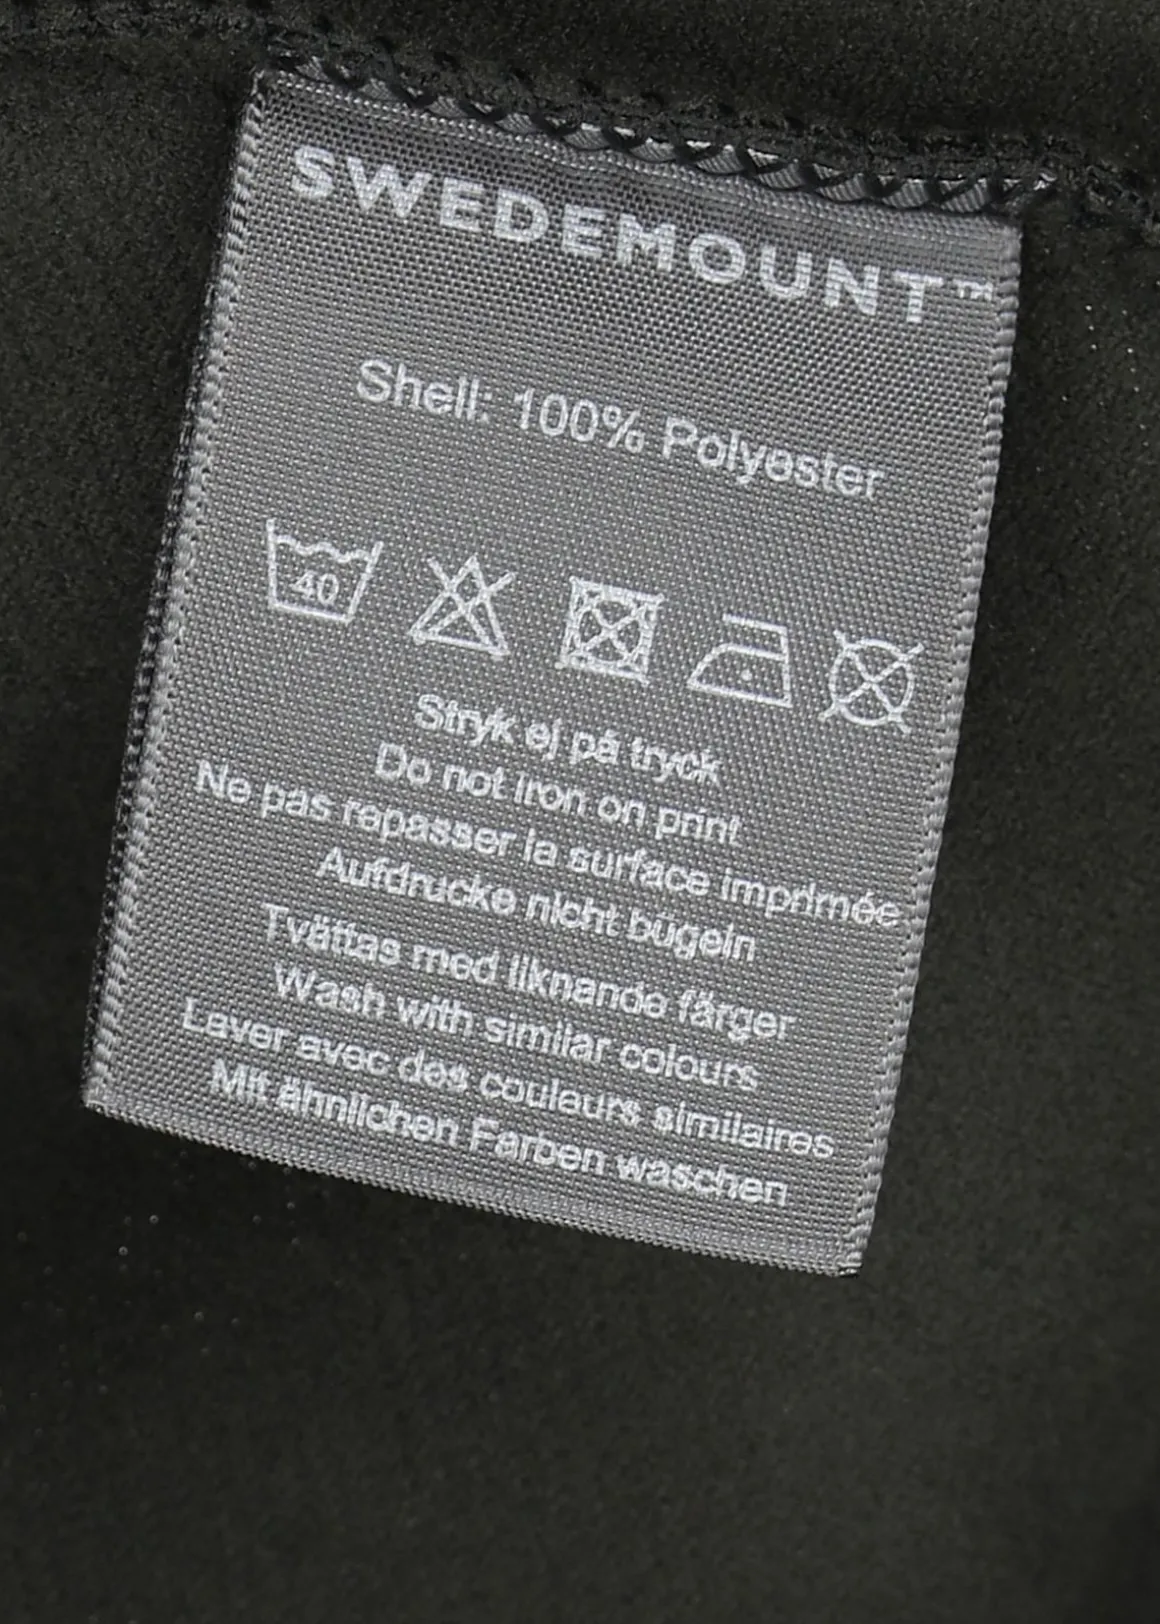 SWEDEMOUNT™
Shell: 100% Polyester
40
Stryk ej på tryck
Do not iron on print
Ne pas repasser la surface imprimée
Aufdrucke nicht bügeln
Tvättas med liknande färger
Wash with similar colours
Laver avec des couleurs similaires
Mit ähnlichen Farben waschen